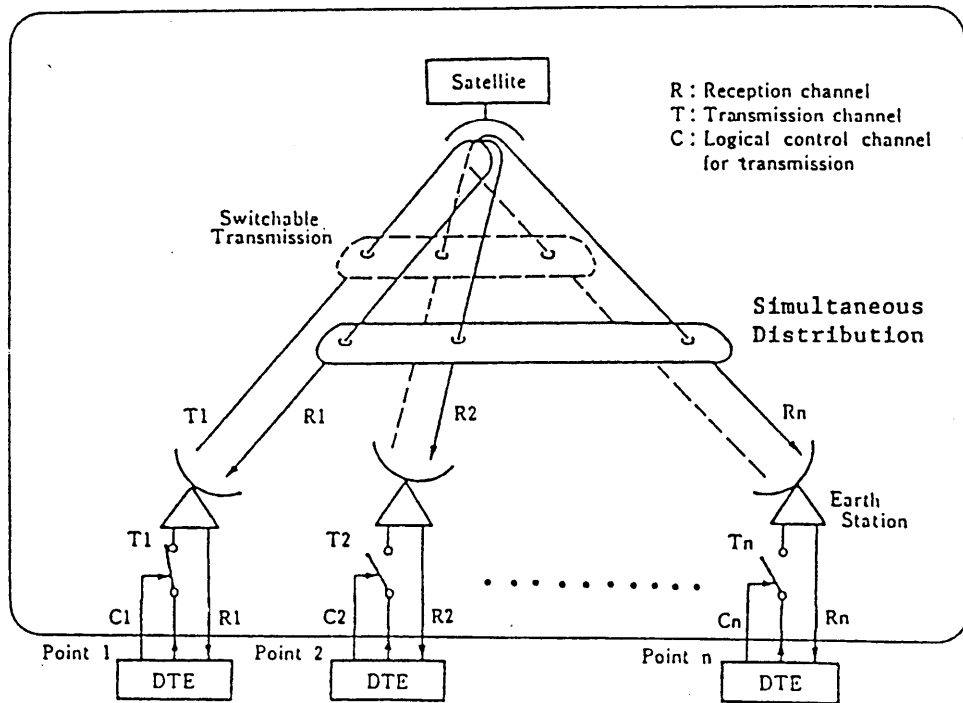 Satellite
R : Reception channel
T : Transmission channel
C : Logical control channel
for transmission
Switchable
Transmission
Simultaneous
Distribution
T1
R1
R2
Rn
Earth
Station
T1
T2
Tn
C1
R1
C2
R2
Cn
Rn
Point 1
Point 2
Point n
DTE
DTE
DTE